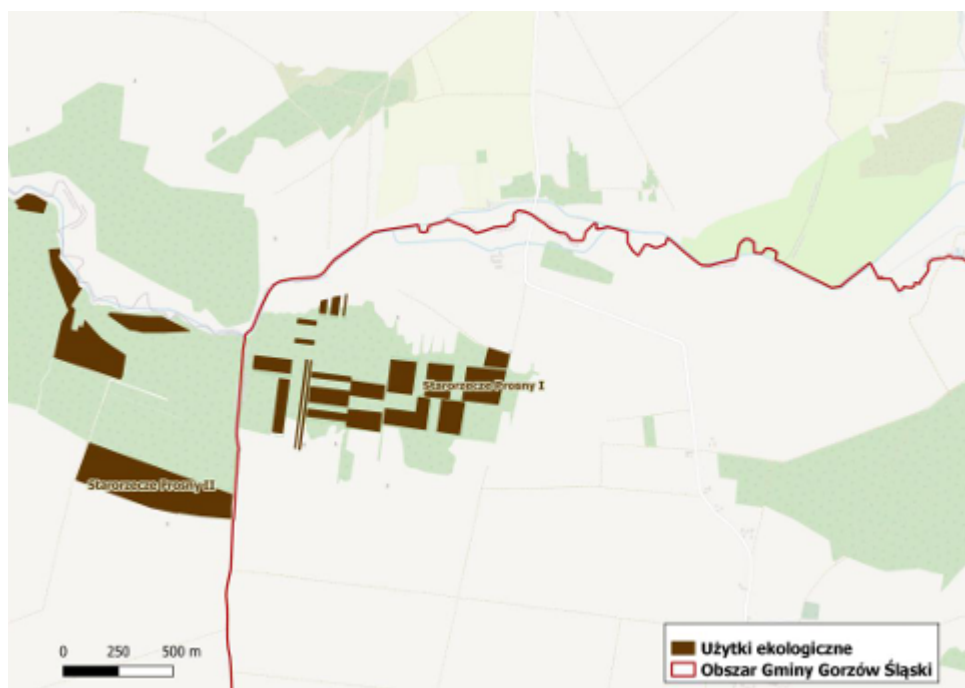 Starorzecze Prosny I
Starorzecze Prosny II
0 250 500 m
Użytki ekologiczne
Obszar Gminy Gorzów Śląski